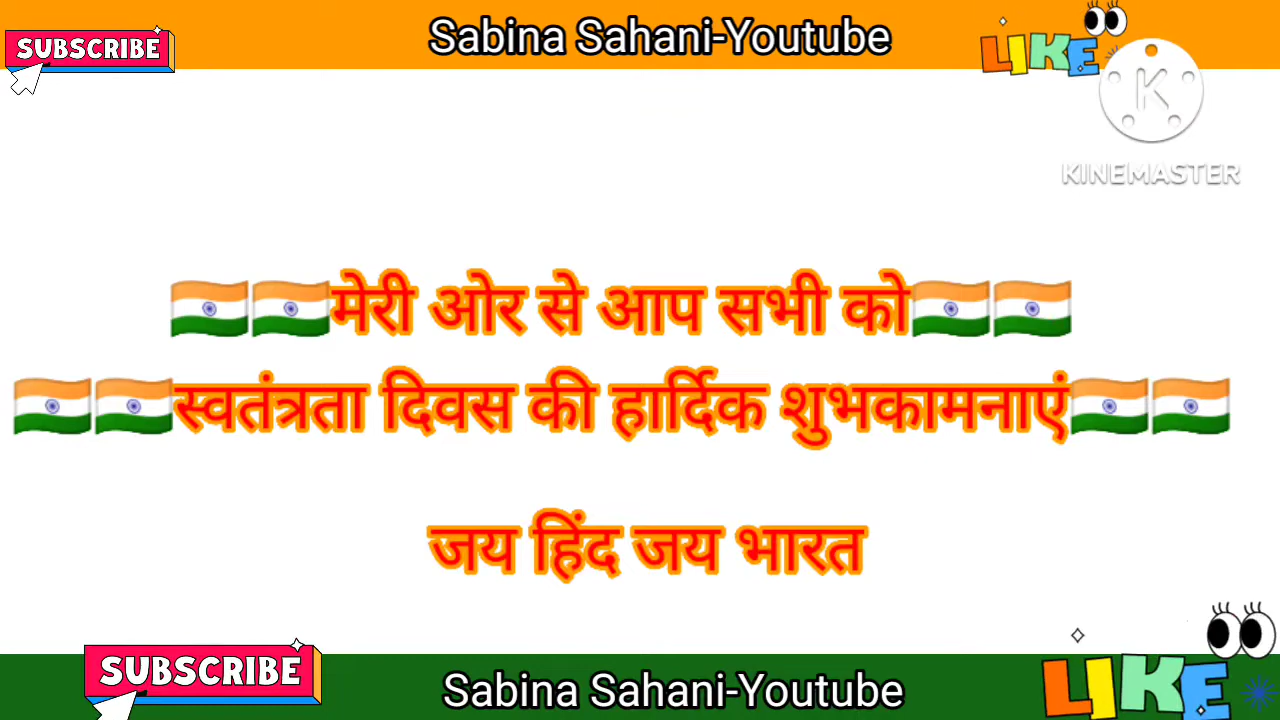 SUBSCRIBE
Sabina Sahani-Youtube
LIKE
K
KINEMASTER
🇮🇳🇮🇳मेरी ओर से आप सभी को🇮🇳🇮🇳
🇮🇳🇮🇳स्वतंत्रता दिवस की हार्दिक शुभकामनाएं🇮🇳🇮🇳
जय हिंद जय भारत
SUBSCRIBE
Sabina Sahani-Youtube
LIKE